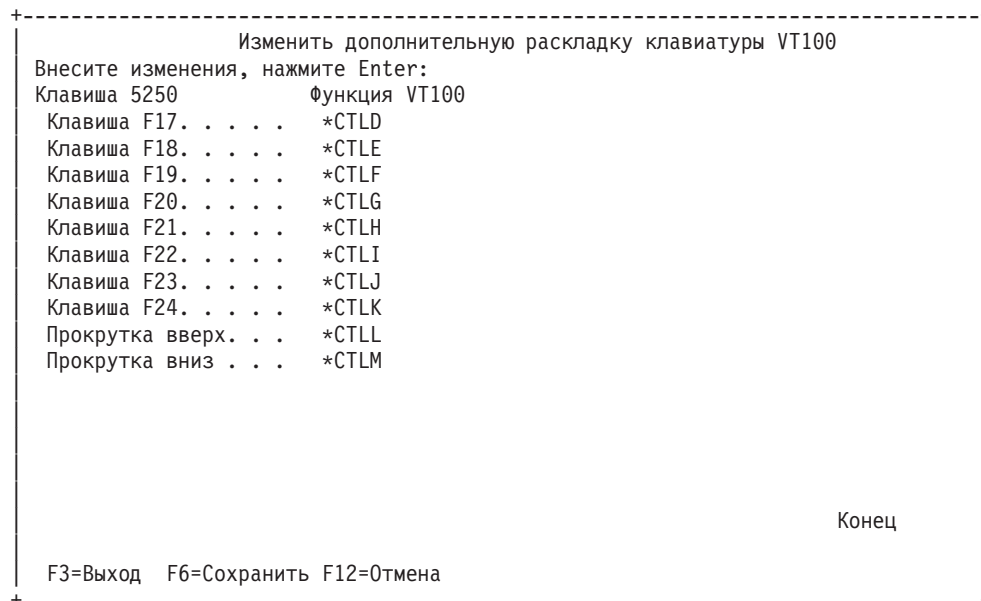 +------------------------------------------------------------------------
Изменить дополнительную раскладку клавиатуры VT100
Внесите изменения, нажмите Enter:
Клавиша 5250 Функция VT100
Клавиша F17. . . . . *CTLD
Клавиша F18. . . . . *CTLE
Клавиша F19. . . . . *CTLF
Клавиша F20. . . . . *CTLG
Клавиша F21. . . . . *CTLH
Клавиша F22. . . . . *CTLI
Клавиша F23. . . . . *CTLJ
Клавиша F24. . . . . *CTLK
Прокрутка вверх. . . *CTLL
Прокрутка вниз . . . *CTLM
Конец
F3=Выход F6=Сохранить F12=Отмена
+